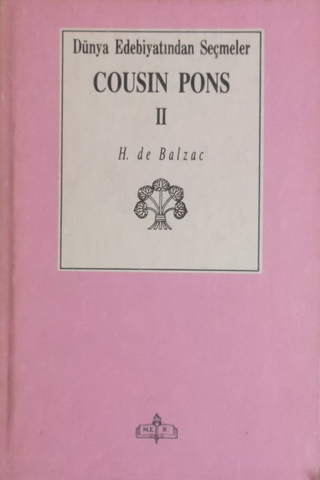 Dünya Edebiyatından Seçmeler
COUSIN PONS
II
H. de Balzac
M.E. B.